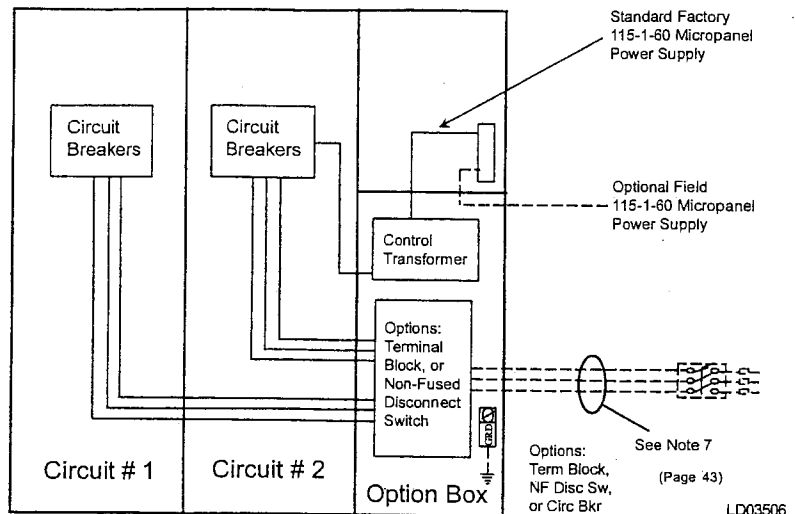 Standard Factory
115-1-60 Micropanel
Power Supply
Circuit
Breakers
Circuit
Breakers
Optional Field
115-1-60 Micropanel
Power Supply
Control
Transformer
Options:
Terminal
Block, or
Non-Fused
Disconnect
Switch
GRD
See Note 7
(Page 43)
Options:
Term Block,
NF Disc Sw,
or Circ Bkr
Circuit # 1
Circuit # 2
Option Box
LD03506